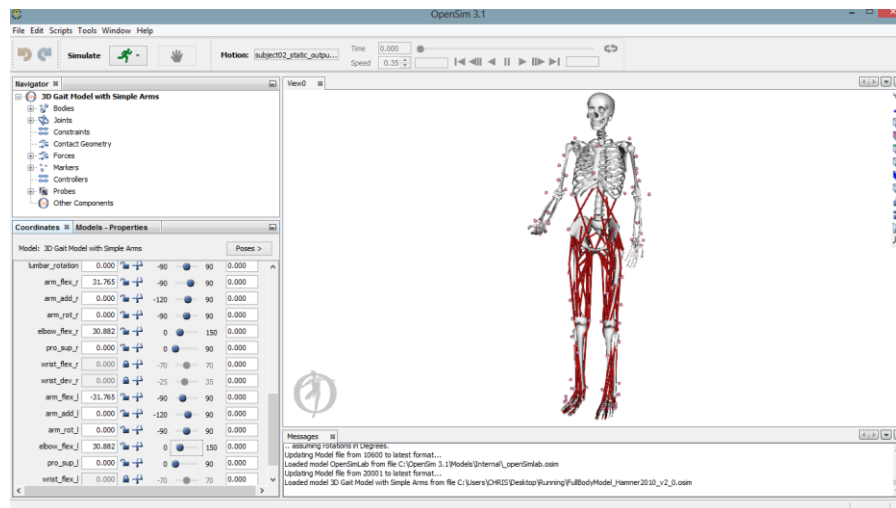 OpenSim 3.1
File Edit Scripts Tools Window Help
Simulate
Motion: subject02_static_outpu...
Time 0.000
Speed 0.35
Navigator
3D Gait Model with Simple Arms
Bodies
Joints
Constraints
Contact Geometry
Forces
Markers
Controllers
Probes
Other Components
View0
Coordinates Models - Properties
Model: 3D Gait Model with Simple Arms Poses >
lumbar_rotation 0.000 -90 90 0.000
arm_flex_r 31.765 -90 90 0.000
arm_add_r 0.000 -120 90 0.000
arm_rot_r 0.000 -90 90 0.000
elbow_flex_r 30.882 0 150 0.000
pro_sup_r 0.000 0 90 0.000
wrist_flex_r 0.000 -70 70 0.000
wrist_dev_r 0.000 -25 35 0.000
arm_flex_l -31.765 -90 90 0.000
arm_add_l 0.000 -120 90 0.000
arm_rot_l 0.000 -90 90 0.000
elbow_flex_l 30.882 0 150 0.000
pro_sup_l 0.000 0 90 0.000
wrist_flex_l 0.000 -70 70 0.000
Messages
.. assuming rotations in Degrees.
Updating Model file from 10600 to latest format...
Loaded model OpenSimLab from file C:\OpenSim 3.1\Models\Internal\_openSimlab.osim
Updating Model file from 20001 to latest format...
Loaded model 3D Gait Model with Simple Arms from file C:\Users\CHRIS\Desktop\Running\FullBodyModel_Hamner2010_v2_0.osim